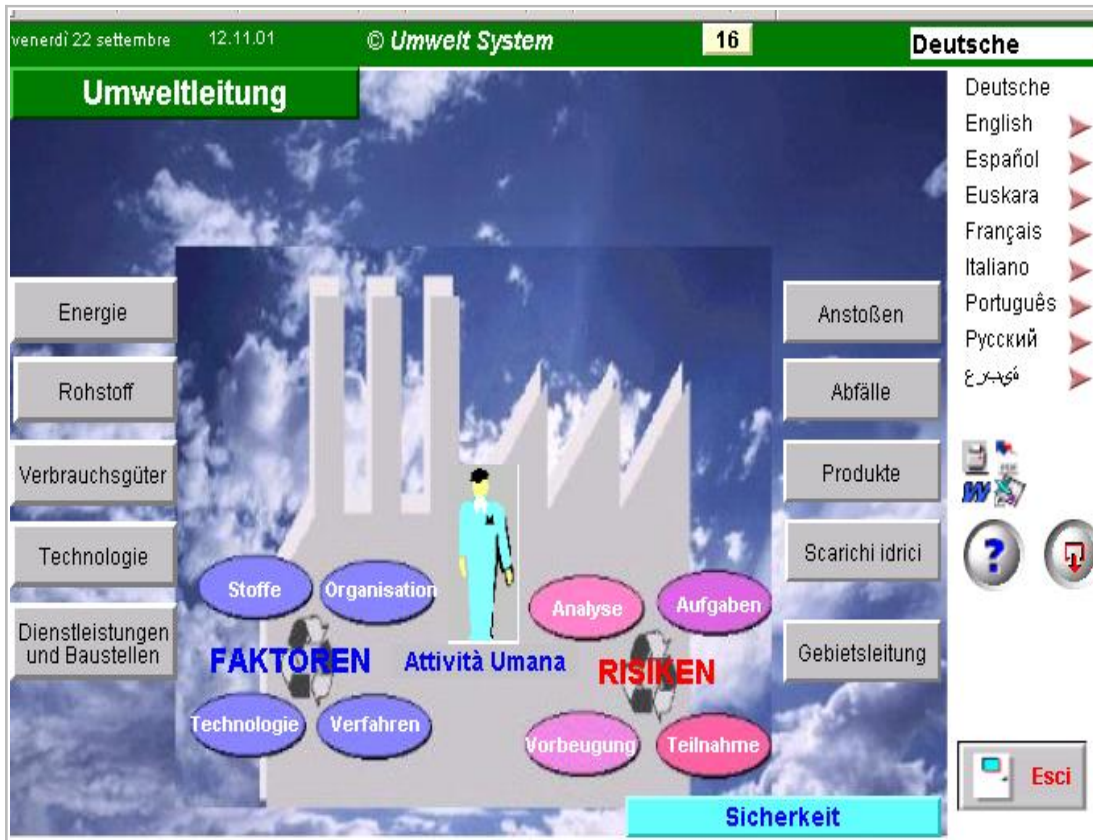 venerdì 22 settembre 12.11.01 © Umwelt System 16 Deutsche
Umweltleitung
Deutsche
English
Español
Euskara
Français
Italiano
Português
Русский
Energie
Rohstoff
Verbrauchsgüter
Technologie
Dienstleistungen
und Baustellen
Anstoßen
Abfälle
Produkte
Scarichi idrici
Gebietsleitung
Stoffe
Organisation
FAKTOREN
Technologie
Verfahren
Attività Umana
Analyse
Aufgaben
RISIKEN
Vorbeugung
Teilnahme
?
Esci
Sicherheit